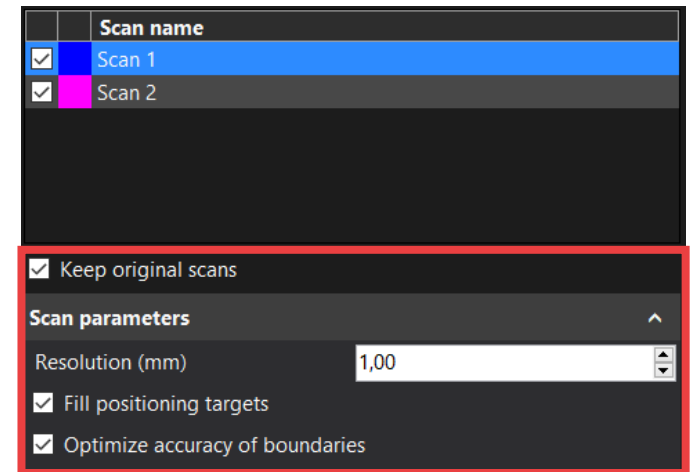 Scan name
Scan 1
Scan 2
Keep original scans
Scan parameters
Resolution (mm) 1,00
Fill positioning targets
Optimize accuracy of boundaries